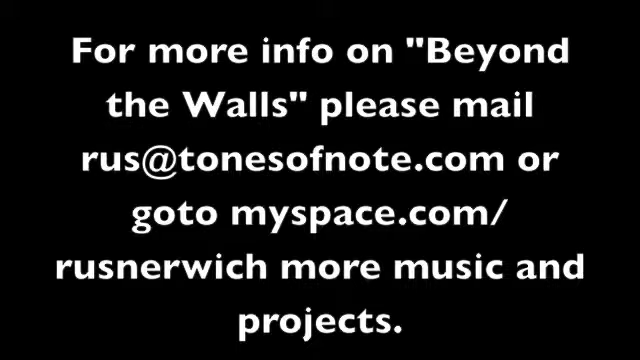 For more info on "Beyond
the Walls" please mail
rus@tonesofnote.com or
goto myspace.com/
rusnerwich more music and
projects.